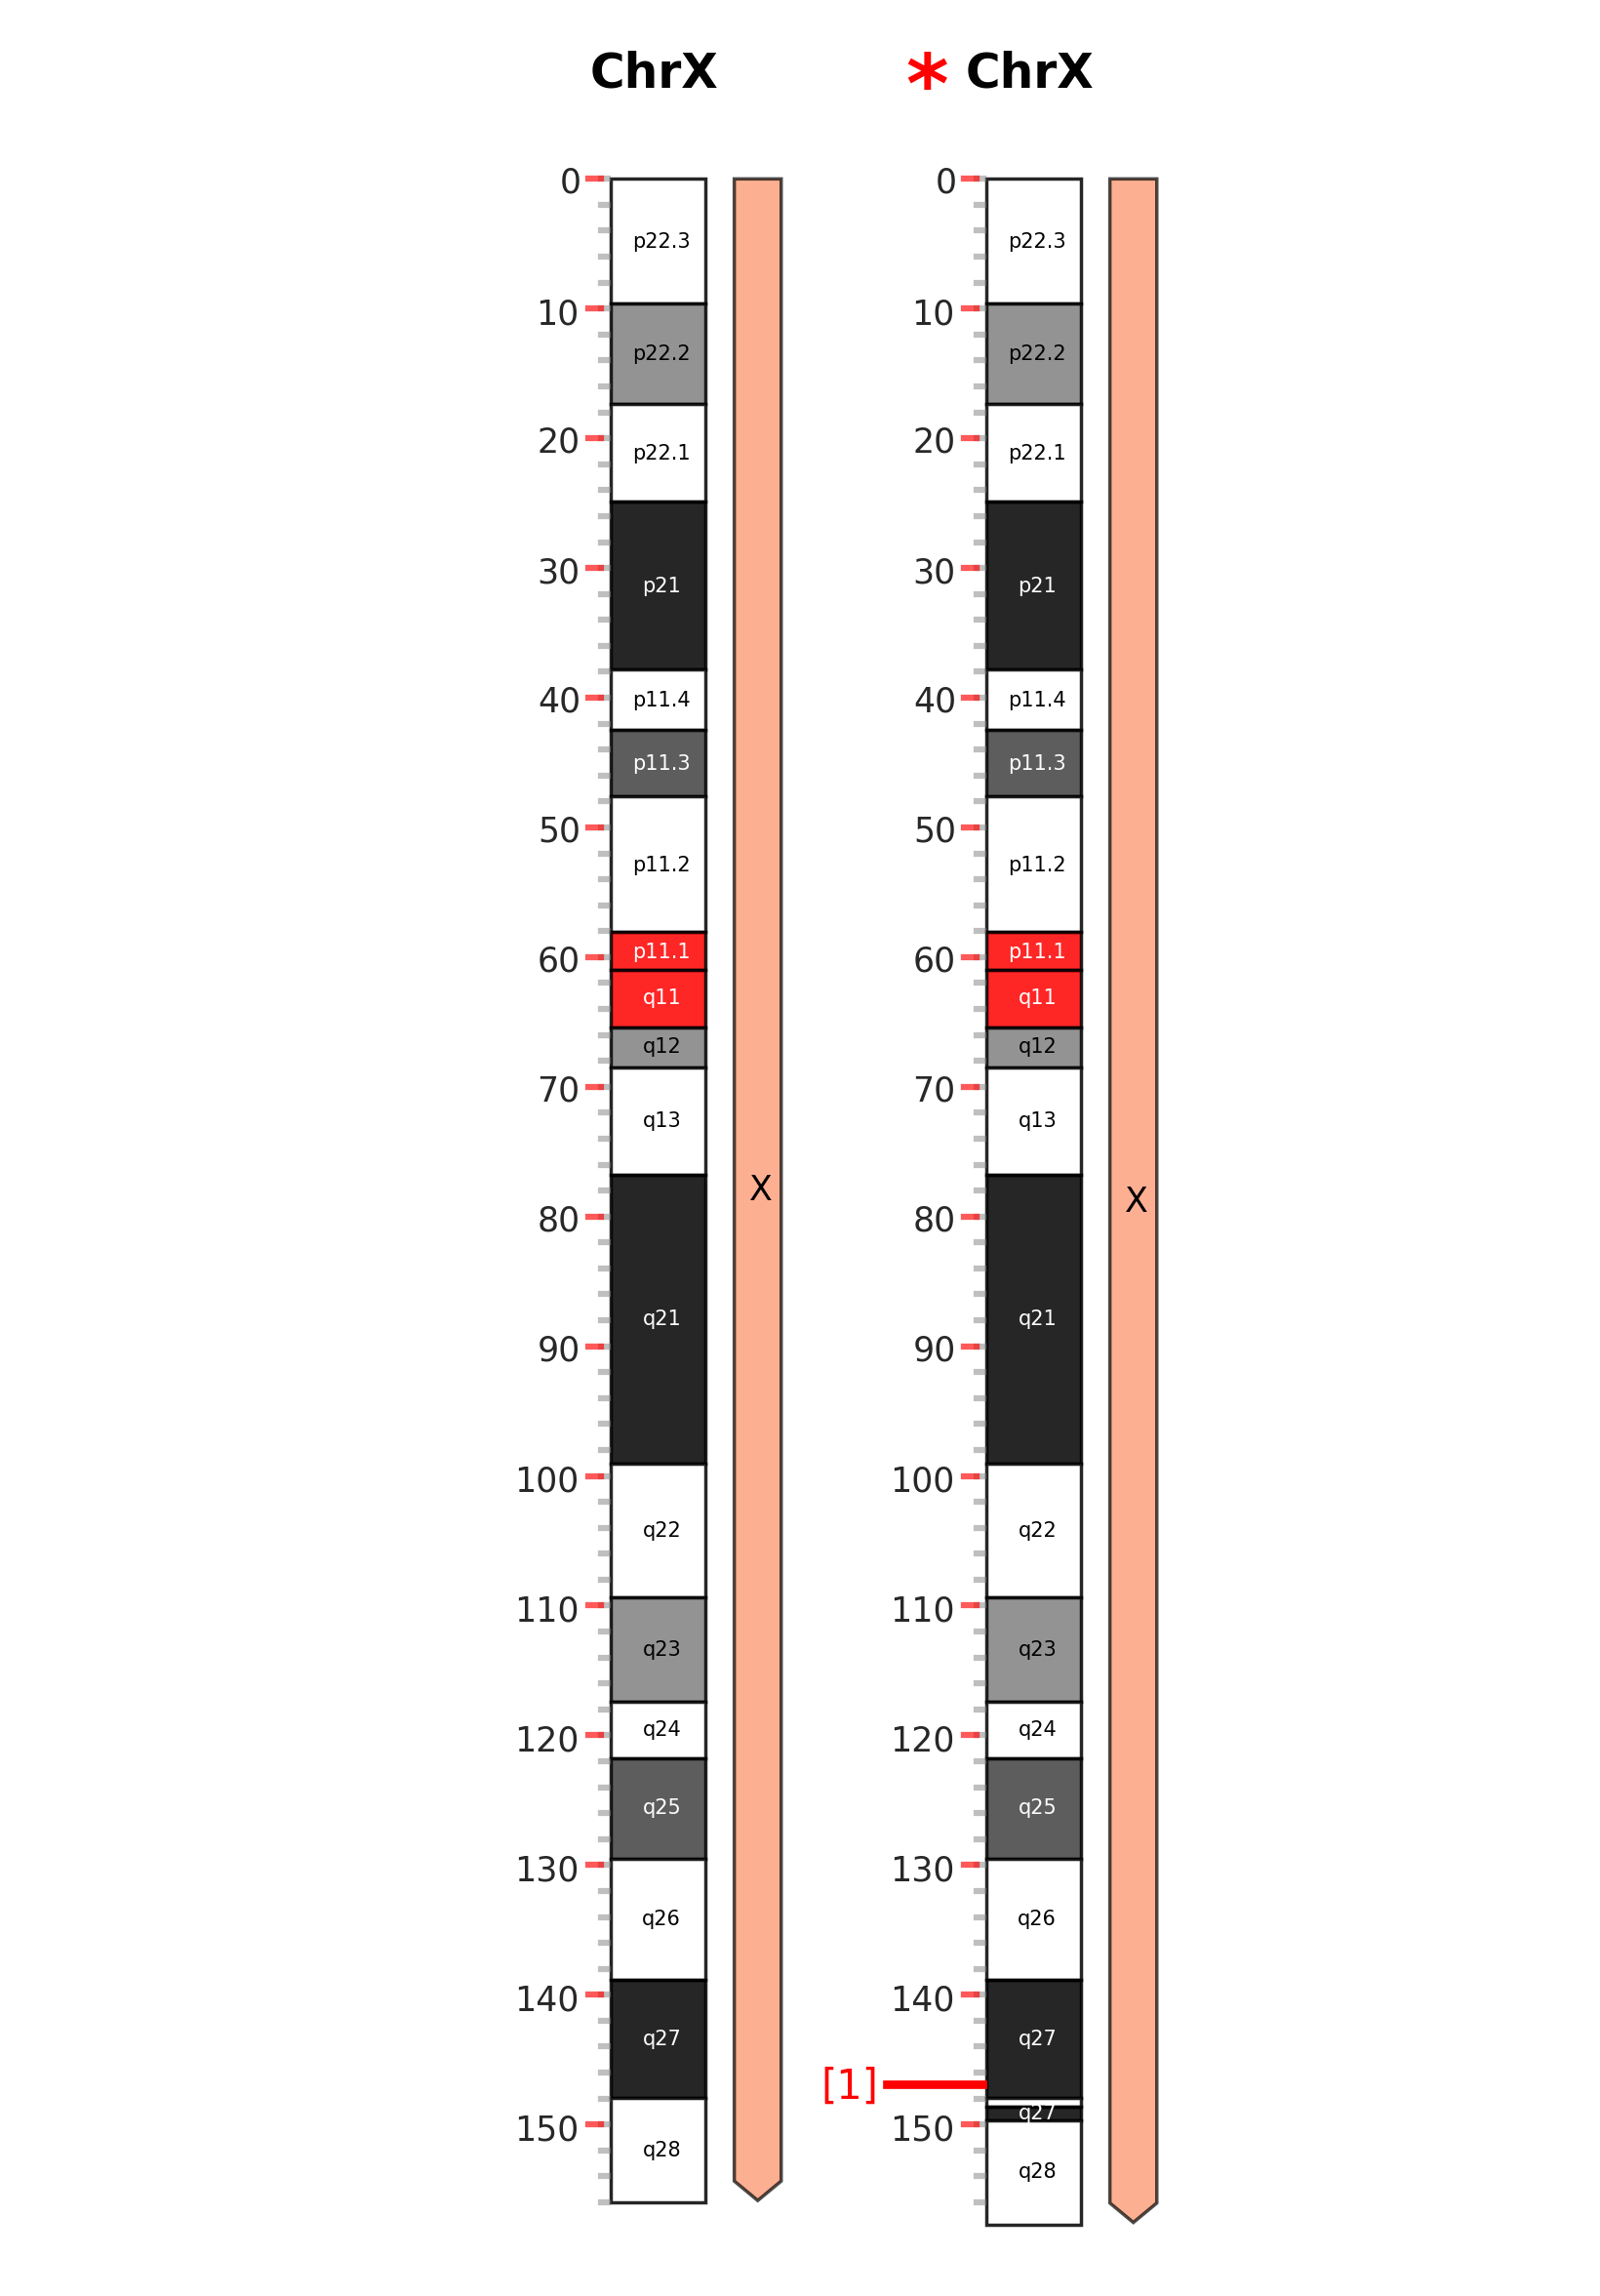 ChrX
* ChrX
0
10
20
30
40
50
60
70
80
90
100
110
120
130
140
150
p22.3
p22.2
p22.1
p21
p11.4
p11.3
p11.2
p11.1
q11
q12
q13
q21
q22
q23
q24
q25
q26
q27
q28
X
0
10
20
30
40
50
60
70
80
90
100
110
120
130
140
150
[1]
p22.3
p22.2
p22.1
p21
p11.4
p11.3
p11.2
p11.1
q11
q12
q13
q21
q22
q23
q24
q25
q26
q27
q27
q28
X